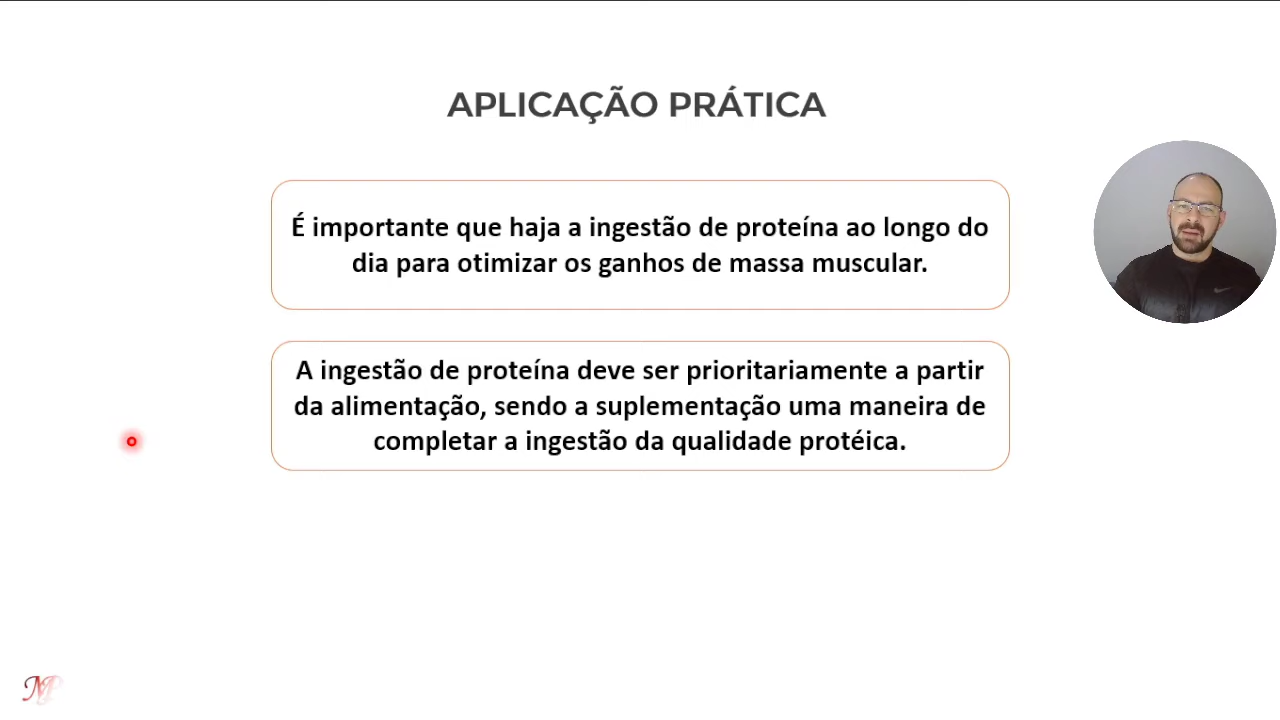 APLICAÇÃO PRÁTICA
É importante que haja a ingestão de proteína ao longo do
dia para otimizar os ganhos de massa muscular.
A ingestão de proteína deve ser prioritariamente a partir
da alimentação, sendo a suplementação uma maneira de
completar a ingestão da qualidade protéica.